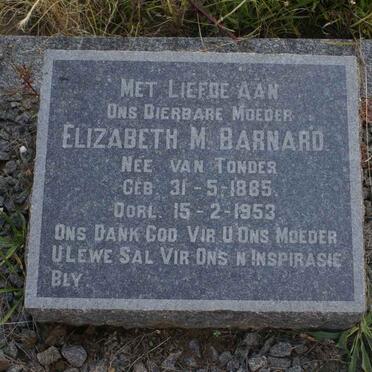 MET LIEFDE AAN
ONS DIERBARE MOEDER
ELIZABETH M. BARNARD.
NÉE VAN TONDER
GEB. 31-5-1885.
OORL. 15-2-1953
ONS DANK GOD VIR U ONS MOEDER
U LEWE SAL VIR ONS 'N INSPIRASIE
BLY